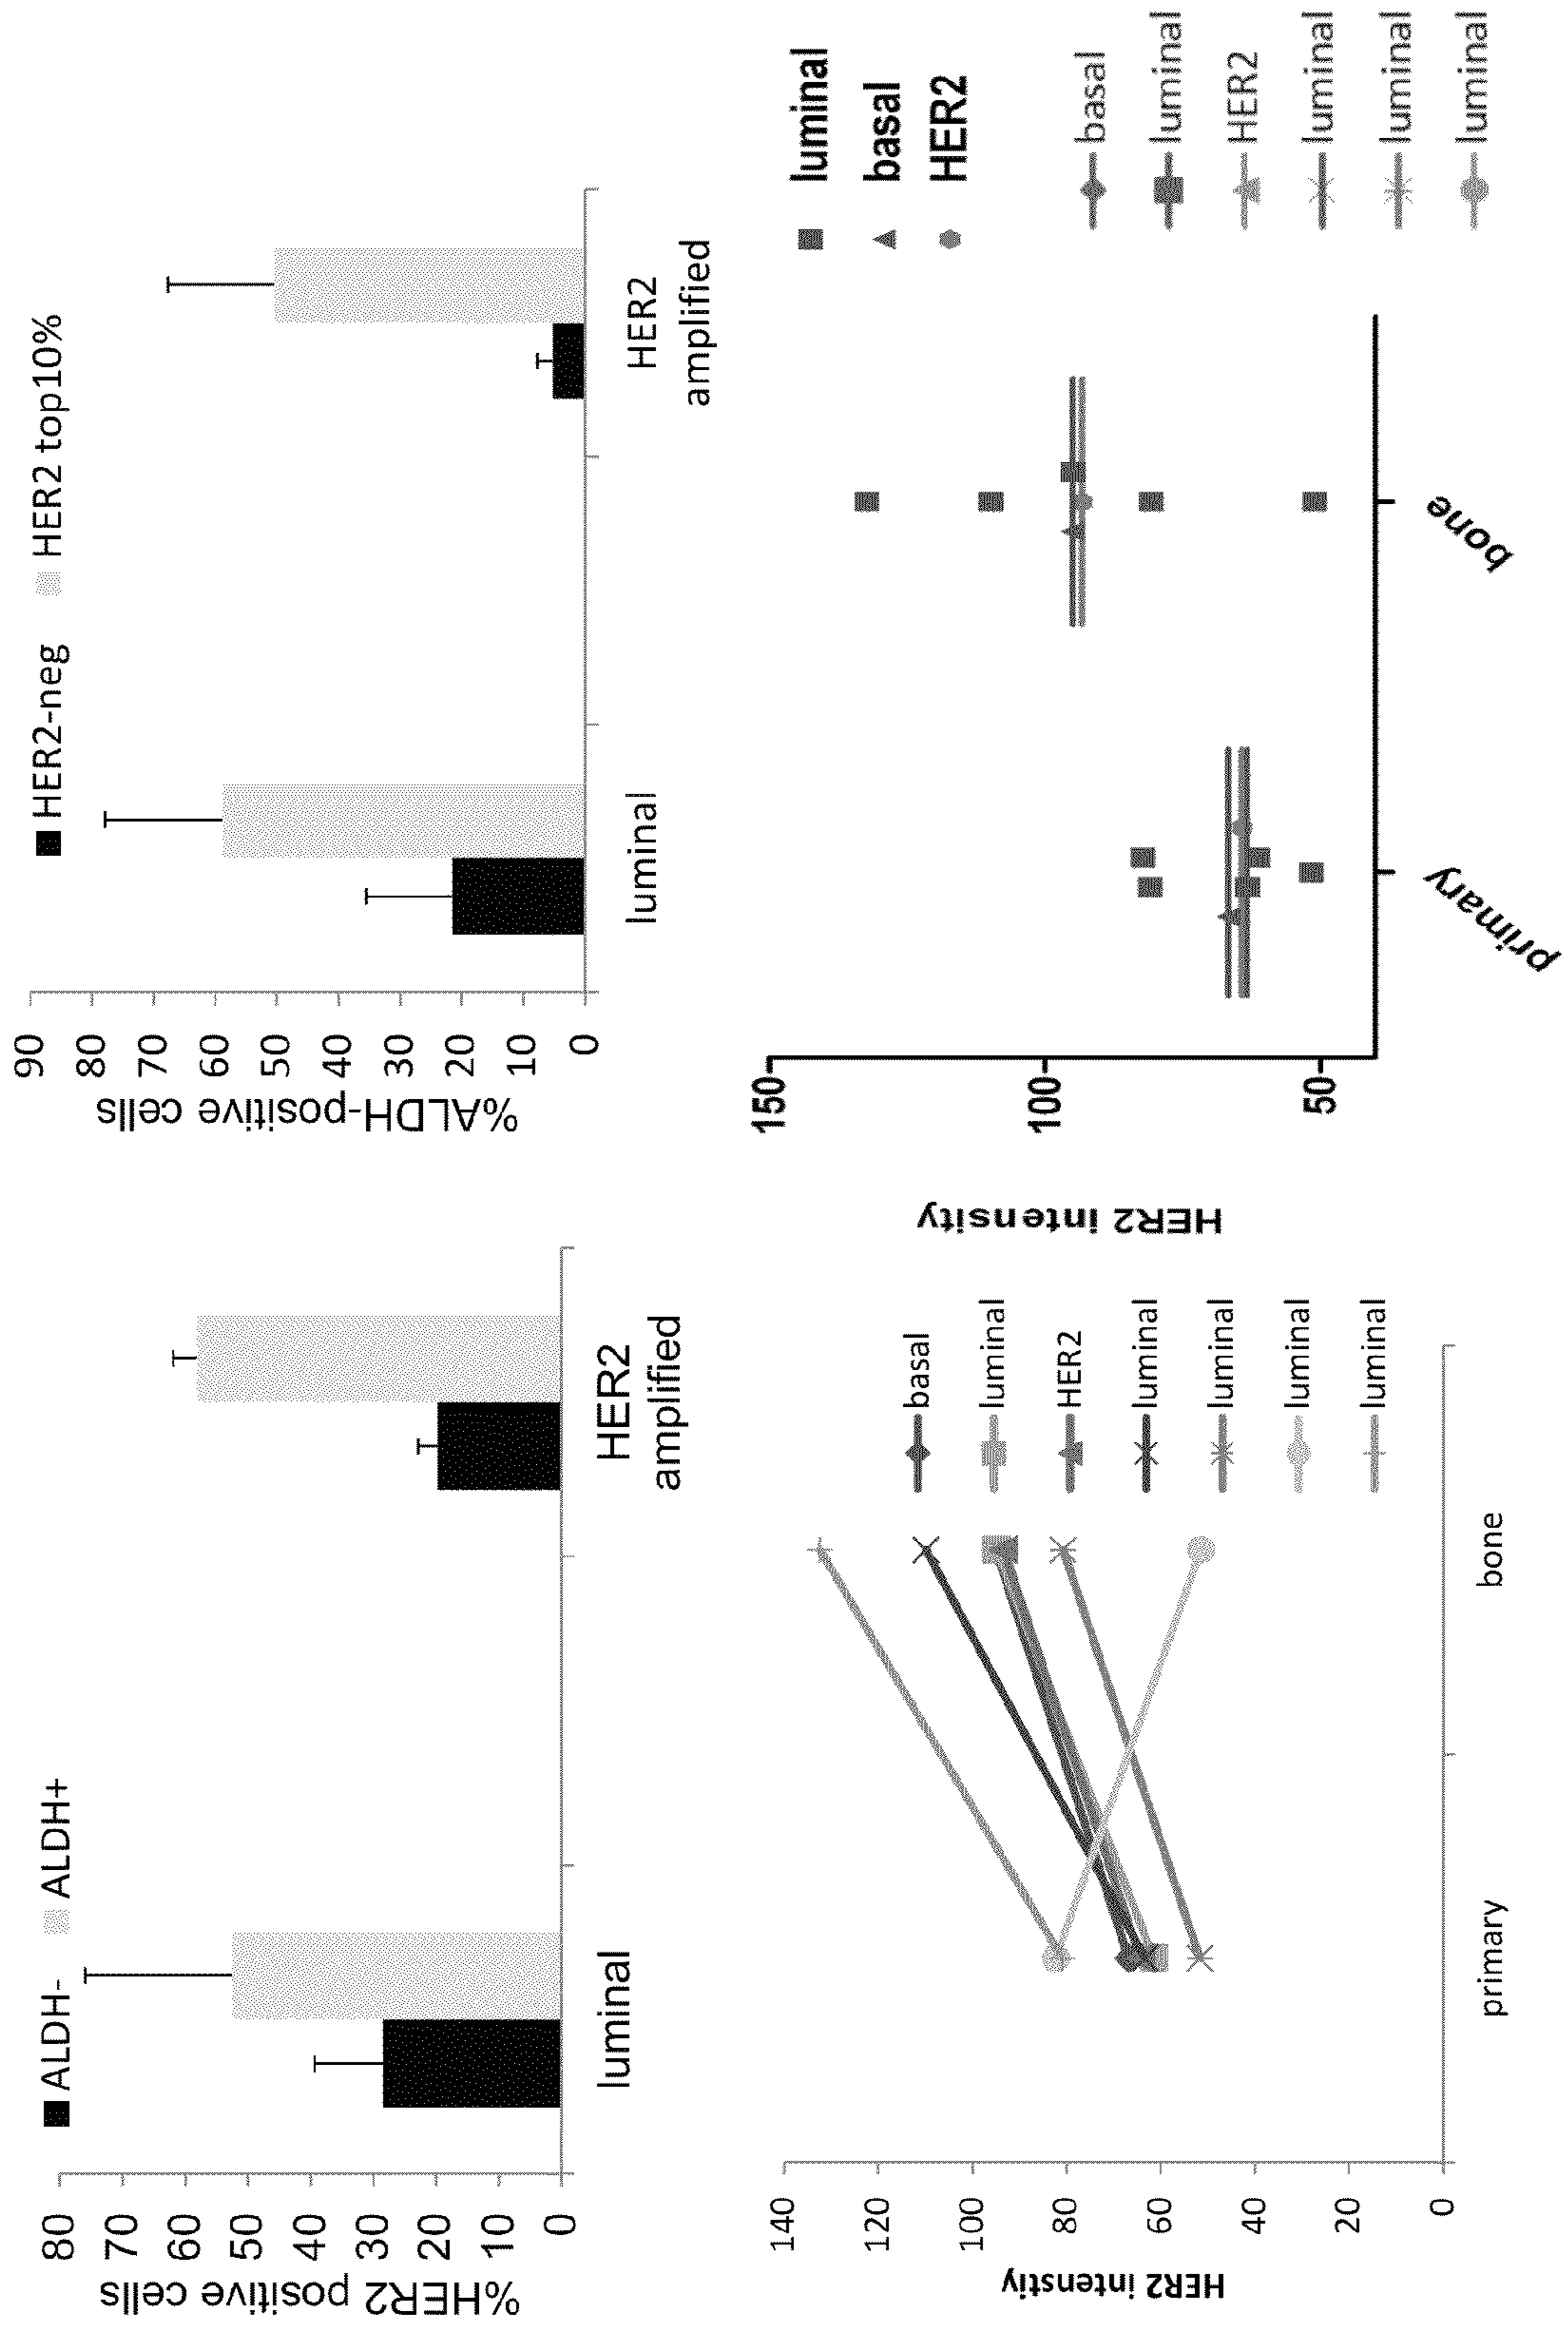 ALDH- ALDH+
%HER2 positive cells
80
70
60
50
40
30
20
10
0
luminal
HER2
amplified
HER2-neg HER2 top10%
%ALDH-positive cells
90
80
70
60
50
40
30
20
10
0
luminal
HER2
amplified
HER2 intenstiy
140
120
100
80
60
40
20
0
primary
bone
basal
luminal
HER2
luminal
luminal
luminal
luminal
HER2 intensity
150
100
50
primary
bone
luminal
basal
HER2
basal
luminal
HER2
luminal
luminal
luminal